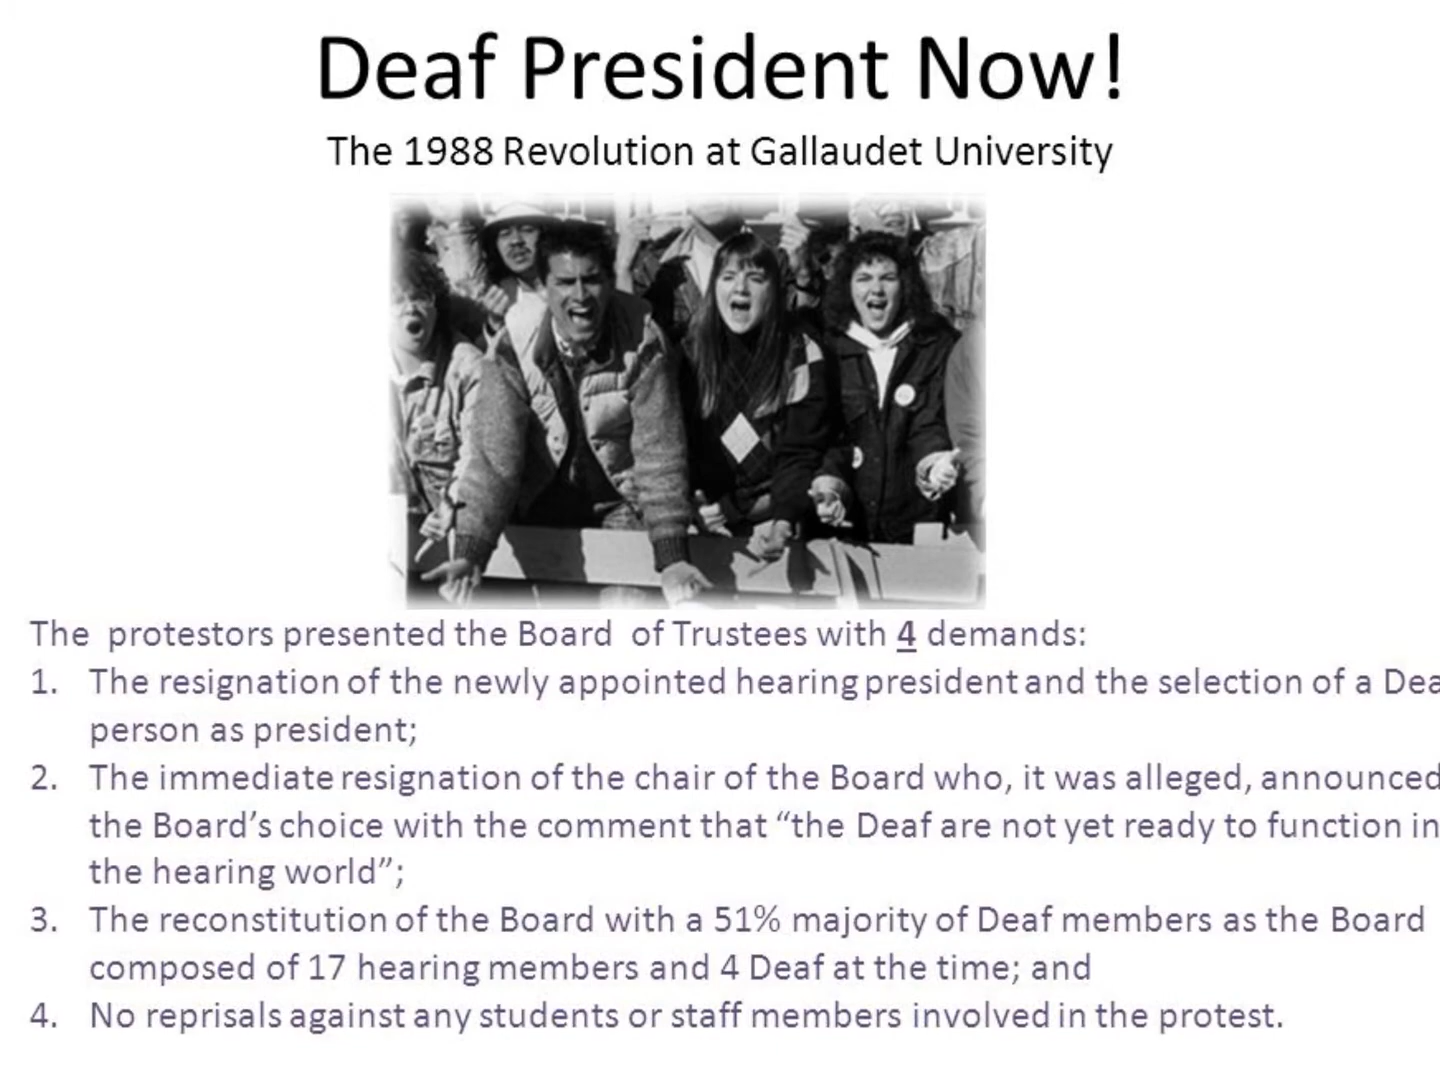 Deaf President Now!
The 1988 Revolution at Gallaudet University
The protestors presented the Board of Trustees with 4 demands:
1. The resignation of the newly appointed hearing president and the selection of a Dea
person as president;
2. The immediate resignation of the chair of the Board who, it was alleged, announced
the Board’s choice with the comment that “the Deaf are not yet ready to function in
the hearing world”;
3. The reconstitution of the Board with a 51% majority of Deaf members as the Board
composed of 17 hearing members and 4 Deaf at the time; and
4. No reprisals against any students or staff members involved in the protest.